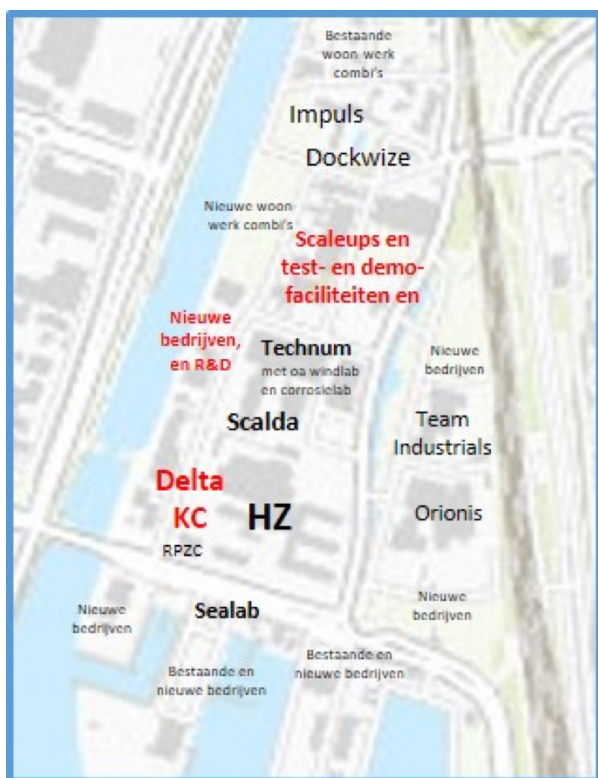 Bestaande
woon-werk
combi's
Impuls
Dockwize
Nieuwe woon-
werk combi's
Scaleups en
test- en demo-
faciliteiten en
Nieuwe
bedrijven,
en R&D
Technum
met oa windlab
en corrosielab
Nieuwe
bedrijven
Scalda
Team
Industrials
Delta
KC
HZ
Orionis
RPZC
Nieuwe
bedrijven
Sealab
Nieuwe
bedrijven
Bestaande en
nieuwe bedrijven
Bestaande en
nieuwe bedrijven